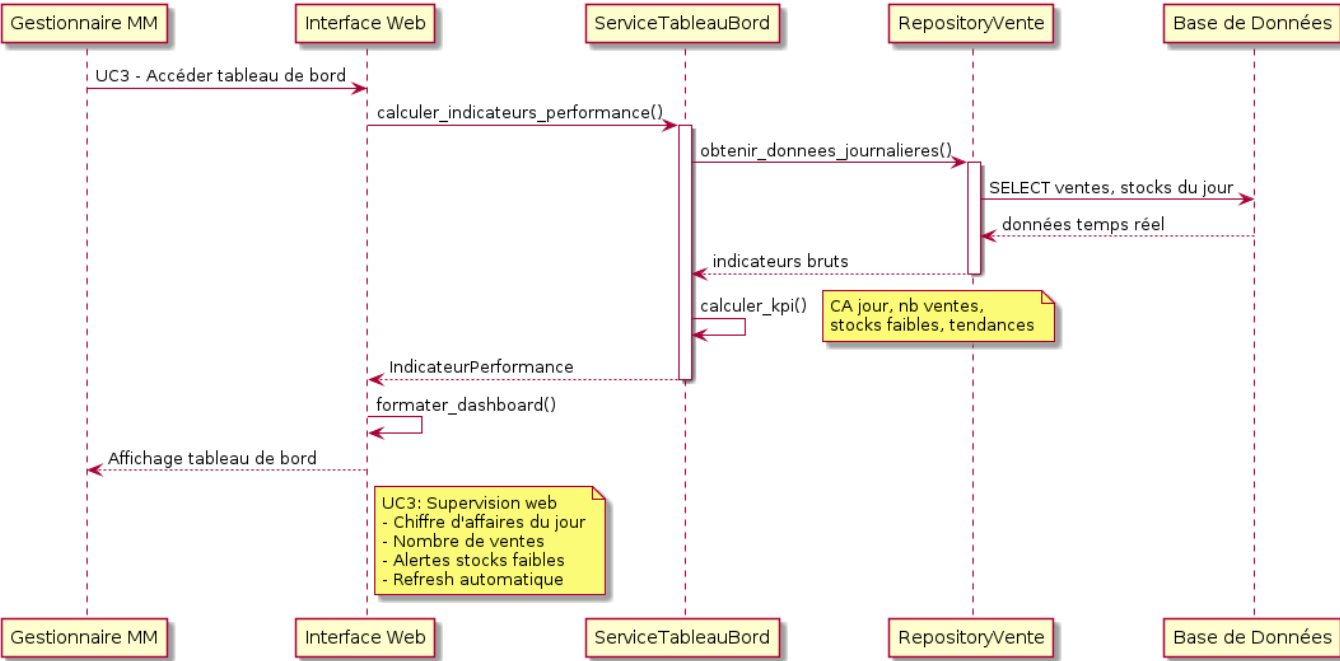 Gestionnaire MM
Interface Web
ServiceTableauBord
RepositoryVente
Base de Données
UC3 - Accéder tableau de bord
calculer_indicateurs_performance()
obtenir_donnees_journalieres()
SELECT ventes, stocks du jour
données temps réel
indicateurs bruts
calculer_kpi()
CA jour, nb ventes,
stocks faibles, tendances
IndicateurPerformance
formater_dashboard()
Affichage tableau de bord
UC3: Supervision web
- Chiffre d'affaires du jour
- Nombre de ventes
- Alertes stocks faibles
- Refresh automatique
Gestionnaire MM
Interface Web
ServiceTableauBord
RepositoryVente
Base de Données